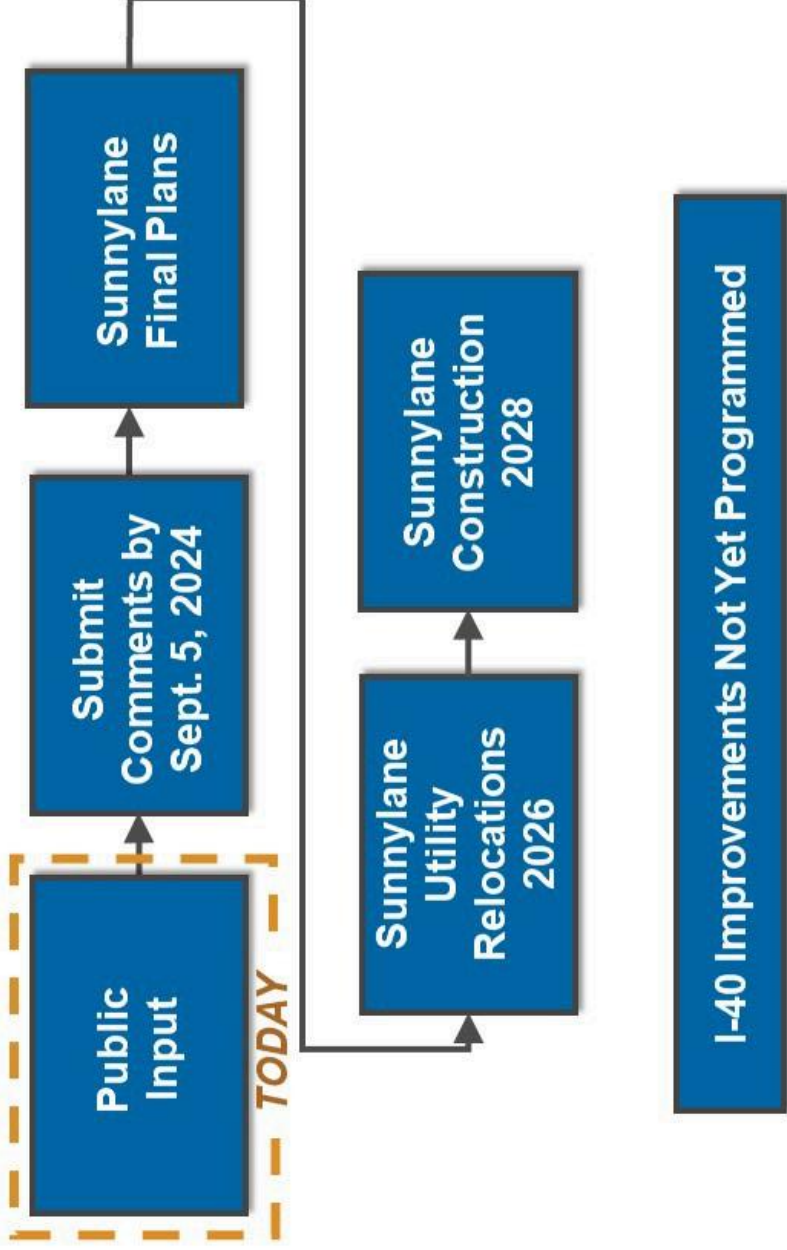 Public
Input
TODAY
Submit
Comments by
Sept. 5, 2024
Sunnylane
Final Plans
Sunnylane
Utility
Relocations
2026
Sunnylane
Construction
2028
I-40 Improvements Not Yet Programmed